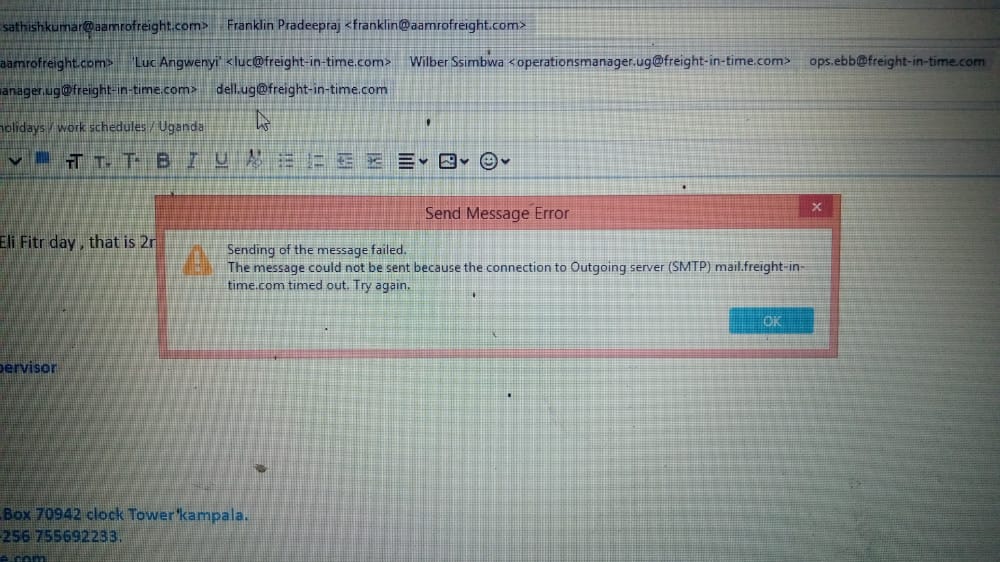 sathishkumar@aamrofreight.com> Franklin Pradeepraj <franklin@aamrofreight.com>
aamrofreight.com> 'Luc Angwenyi' <luc@freight-in-time.com> Wilber Ssimbwa <operationsmanager.ug@freight-in-time.com> ops.ebb@freight-in-time.com
anager.ug@freight-in-time.com> dell.ug@freight-in-time.com
holidays / work schedules / Uganda
B I U
Send Message Error
Eli Fitr day , that is 2r
Sending of the message failed.
The message could not be sent because the connection to Outgoing server (SMTP) mail.freight-in-
time.com timed out. Try again.
OK
pervisor
.Box 70942 clock Tower kampala.
256 755692233.
e.com